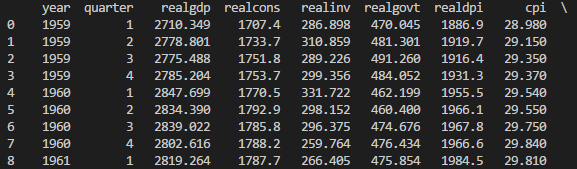 year quarter realgdp realcons realinv realgovt realdpi cpi \
0 1959 1 2710.349 1707.4 286.898 470.045 1886.9 28.980
1 1959 2 2778.801 1733.7 310.859 481.301 1919.7 29.150
2 1959 3 2775.488 1751.8 289.226 491.260 1916.4 29.350
3 1959 4 2785.204 1753.7 299.356 484.052 1931.3 29.370
4 1960 1 2847.699 1770.5 331.722 462.199 1955.5 29.540
5 1960 2 2834.390 1792.9 298.152 460.400 1966.1 29.550
6 1960 3 2839.022 1785.8 296.375 474.676 1967.8 29.750
7 1960 4 2802.616 1788.2 259.764 476.434 1966.6 29.840
8 1961 1 2819.264 1787.7 266.405 475.854 1984.5 29.810